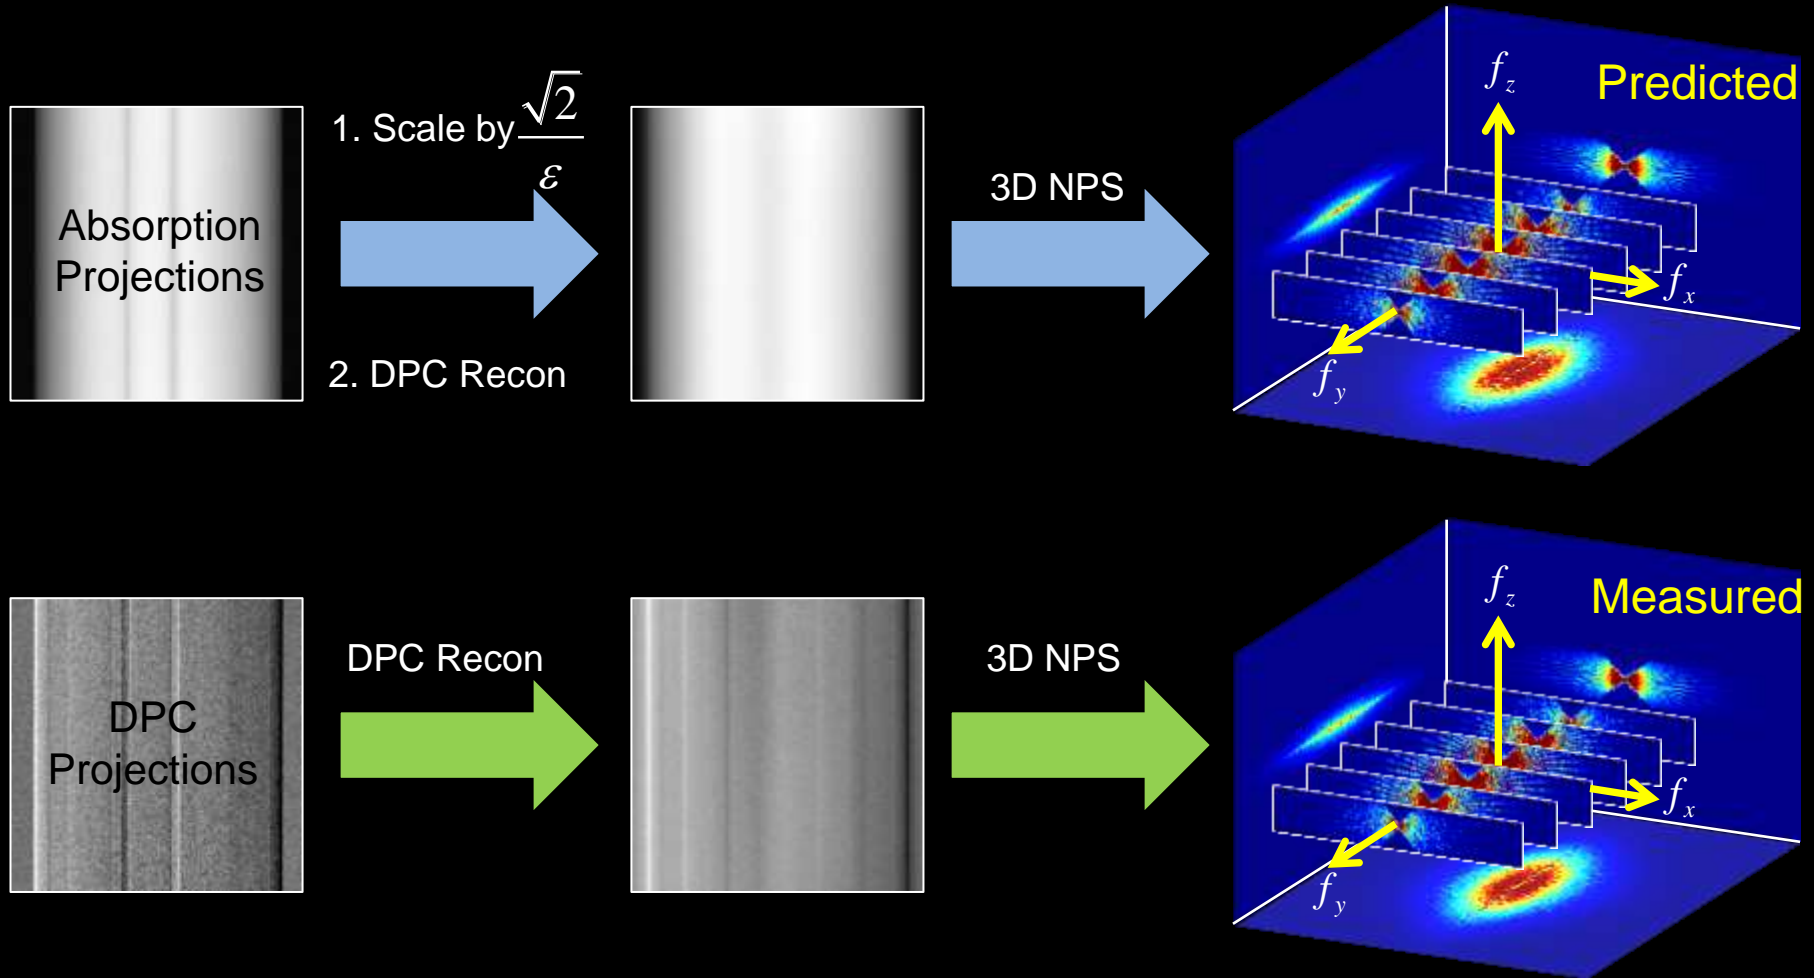 Absorption
Projections
1. Scale by √2/ε
2. DPC Recon
3D NPS
Predicted
f_z
f_x
f_y
DPC
Projections
DPC Recon
3D NPS
Measured
f_z
f_x
f_y